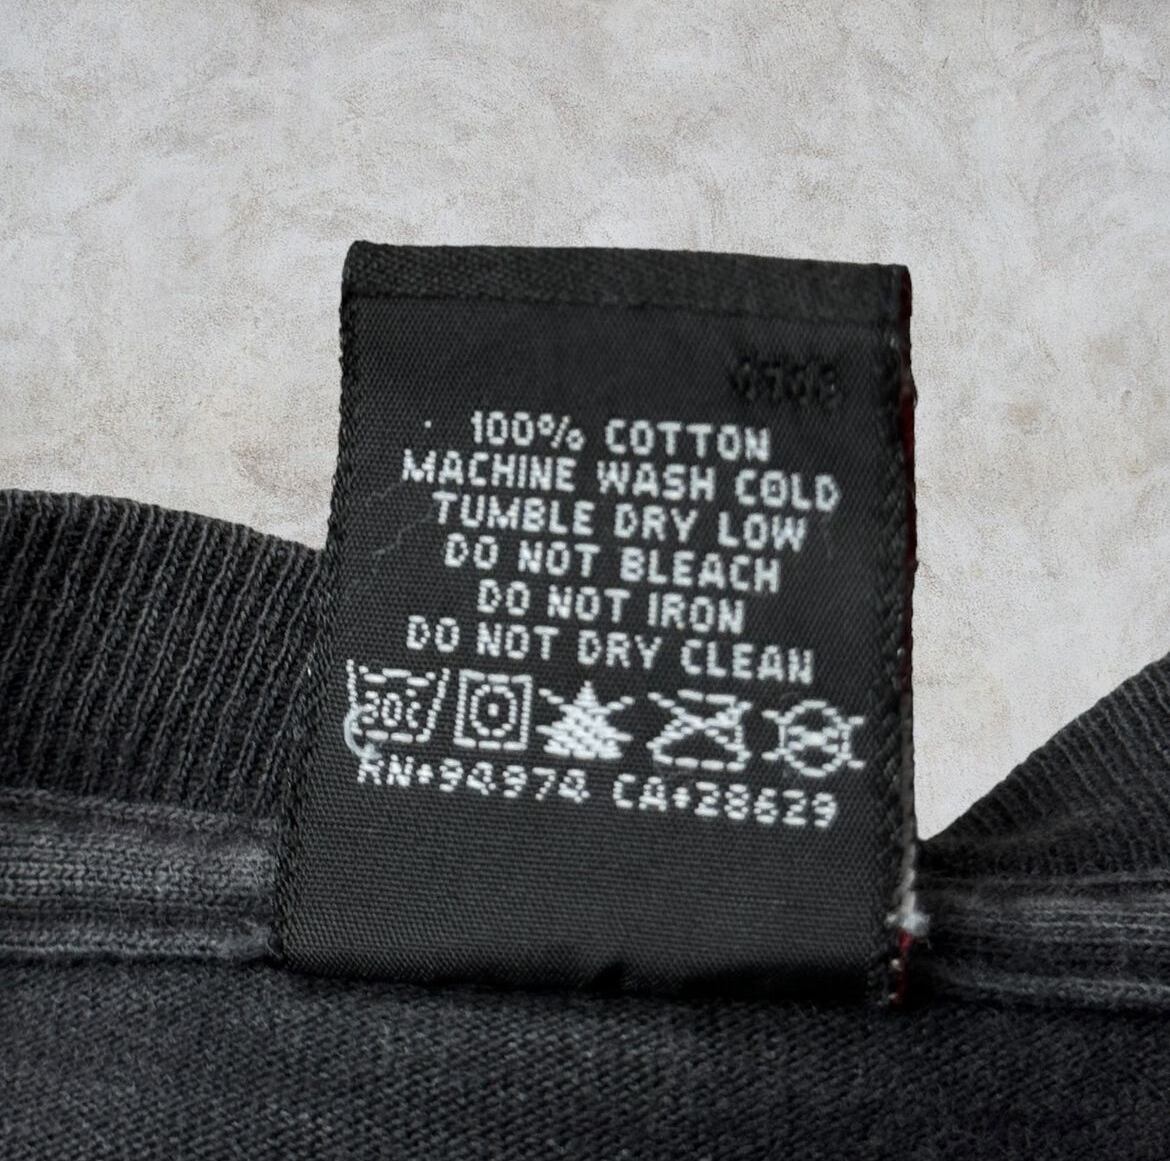 100% COTTON
MACHINE WASH COLD
TUMBLE DRY LOW
DO NOT BLEACH
DO NOT IRON
DO NOT DRY CLEAN
30C
RN#94974 CA#28629